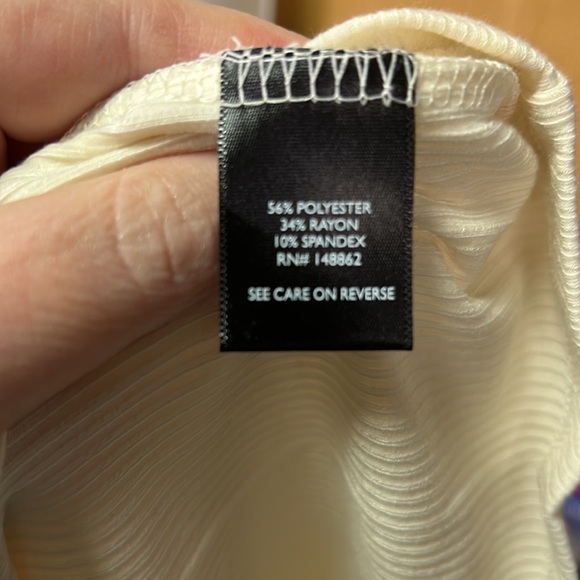 56% POLYESTER
34% RAYON
10% SPANDEX
RN# 148862
SEE CARE ON REVERSE